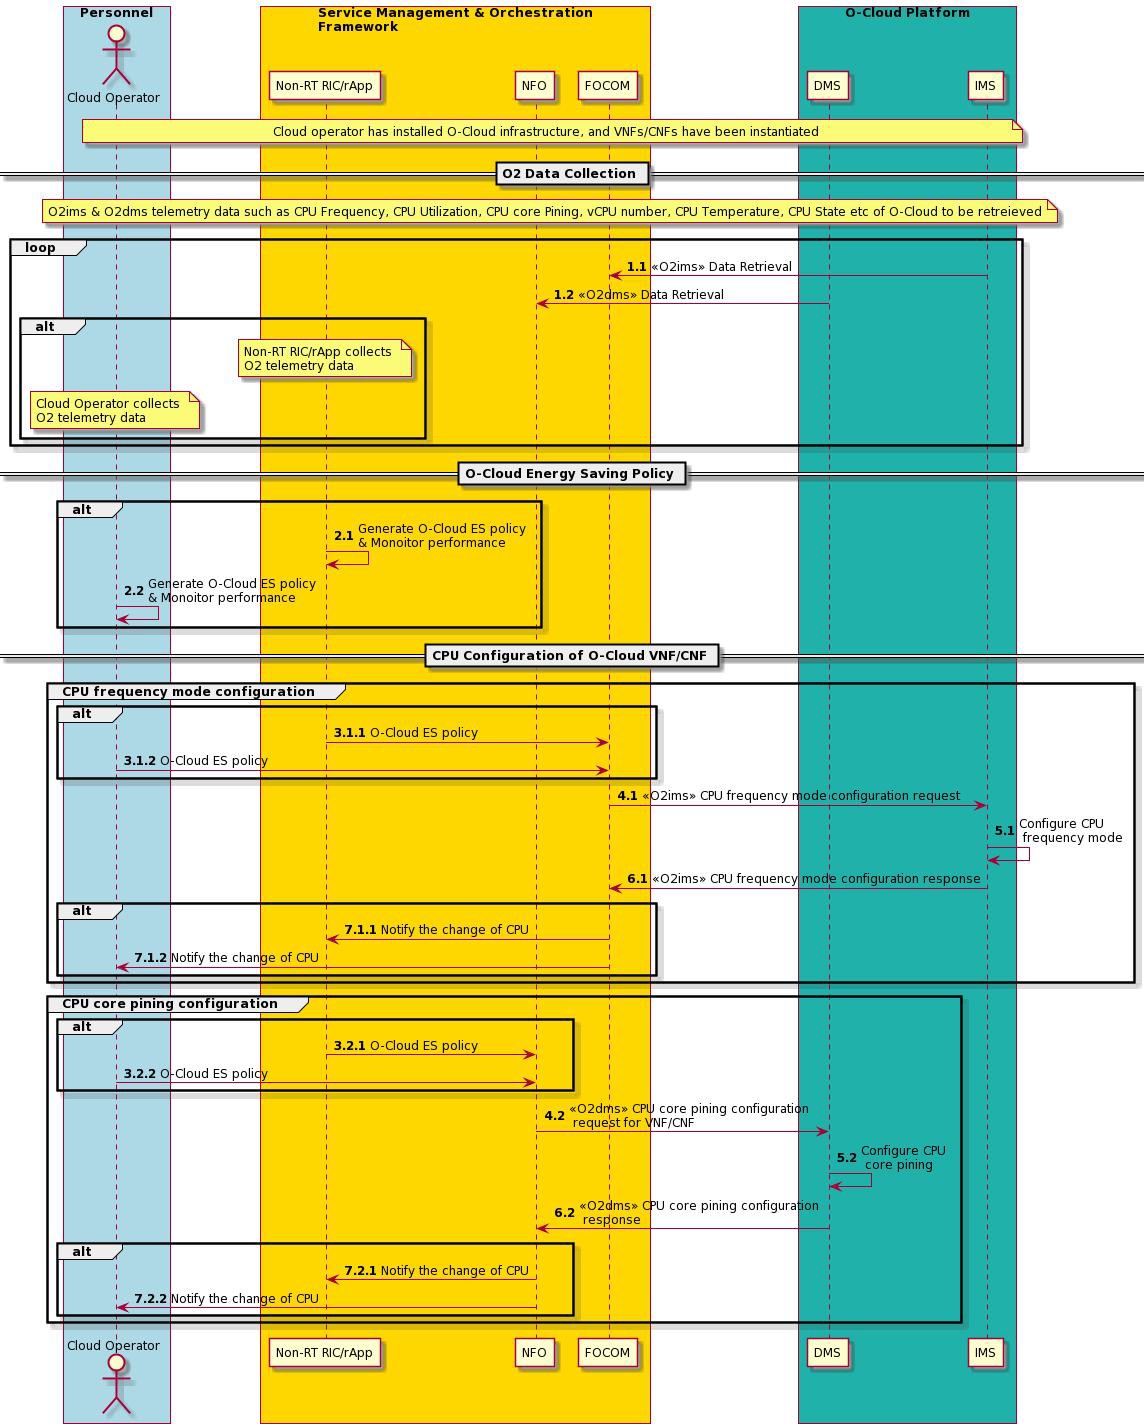 Personnel
Service Management & Orchestration
Framework
O-Cloud Platform
Cloud Operator
Non-RT RIC/rApp
NFO
FOCOM
DMS
IMS
Cloud operator has installed O-Cloud infrastructure, and VNFs/CNFs have been instantiated
O2 Data Collection
O2ims & O2dms telemetry data such as CPU Frequency, CPU Utilization, CPU core Pining, vCPU number, CPU Temperature, CPU State etc of O-Cloud to be retreieved
loop
1.1 «O2ims» Data Retrieval
1.2 «O2dms» Data Retrieval
alt
Non-RT RIC/rApp collects
O2 telemetry data
Cloud Operator collects
O2 telemetry data
O-Cloud Energy Saving Policy
alt
2.1 Generate O-Cloud ES policy
& Monoitor performance
2.2 Generate O-Cloud ES policy
& Monoitor performance
CPU Configuration of O-Cloud VNF/CNF
CPU frequency mode configuration
alt
3.1.1 O-Cloud ES policy
3.1.2 O-Cloud ES policy
4.1 «O2ims» CPU frequency mode configuration request
5.1 Configure CPU
frequency mode
6.1 «O2ims» CPU frequency mode configuration response
alt
7.1.1 Notify the change of CPU
7.1.2 Notify the change of CPU
CPU core pining configuration
alt
3.2.1 O-Cloud ES policy
3.2.2 O-Cloud ES policy
4.2 «O2dms» CPU core pining configuration
request for VNF/CNF
5.2 Configure CPU
core pining
6.2 «O2dms» CPU core pining configuration
response
alt
7.2.1 Notify the change of CPU
7.2.2 Notify the change of CPU
Cloud Operator
Non-RT RIC/rApp
NFO
FOCOM
DMS
IMS